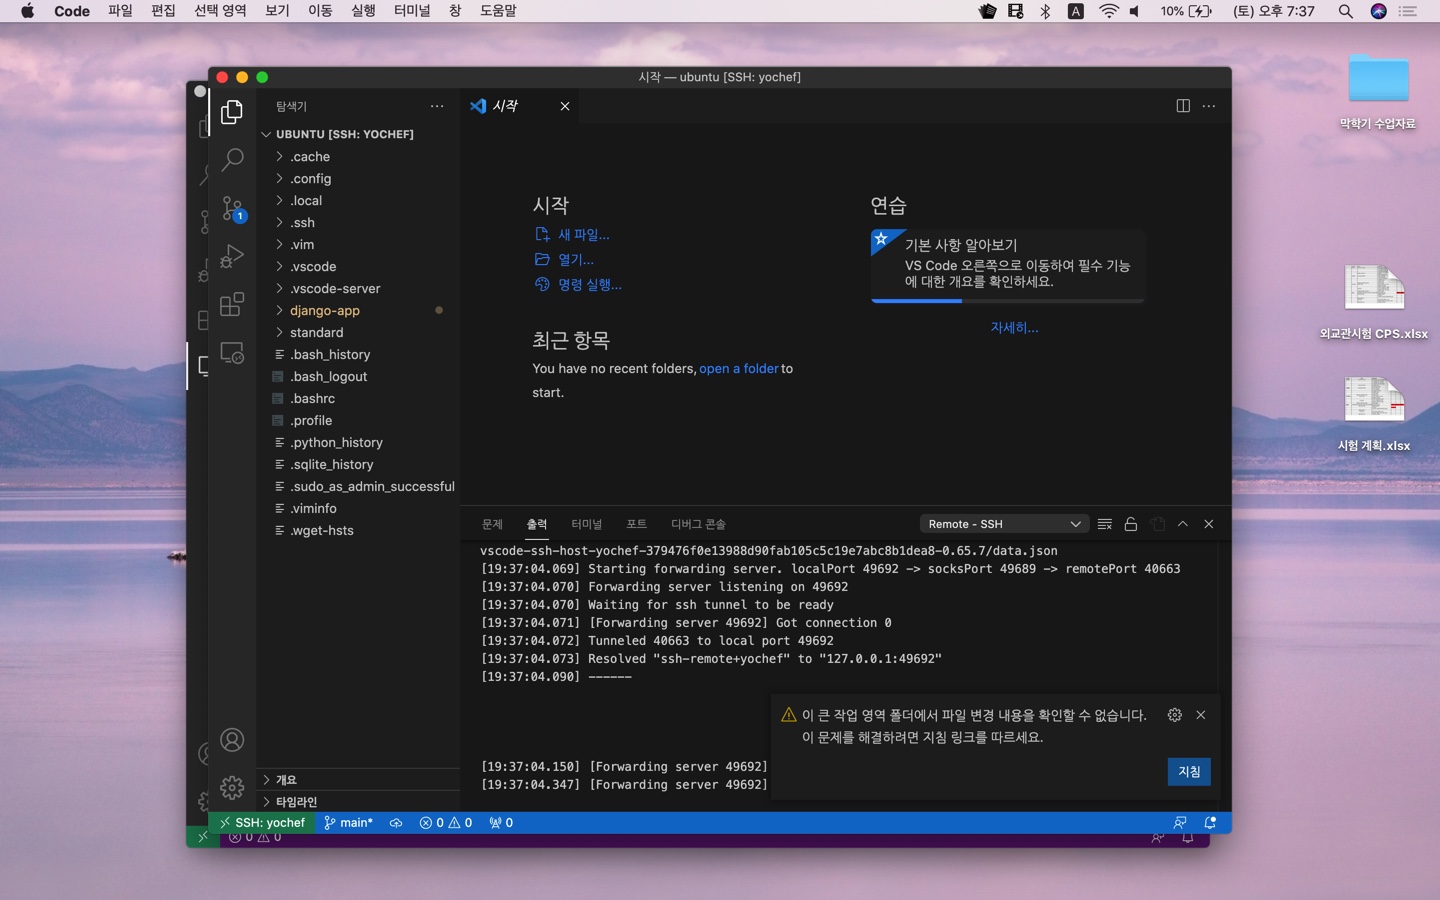 Code 파일 편집 선택 영역 보기 이동 실행 터미널 창 도움말
A 10% (토) 오후 7:37
시작 — ubuntu [SSH: yochef]
탐색기
시작
UBUNTU [SSH: YOCHEF]
.cache
.config
.local
.ssh
.vim
.vscode
.vscode-server
django-app
standard
.bash_history
.bash_logout
.bashrc
.profile
.python_history
.sqlite_history
.sudo_as_admin_successful
.viminfo
.wget-hsts
개요
타임라인
1
시작
새 파일...
열기...
명령 실행...
최근 항목
You have no recent folders, open a folder to
start.
연습
기본 사항 알아보기
VS Code 오른쪽으로 이동하여 필수 기능
에 대한 개요를 확인하세요.
자세히...
문제 출력 터미널 포트 디버그 콘솔
Remote - SSH
vscode-ssh-host-yochef-379476f0e13988d90fab105c5c19e7abc8b1dea8-0.65.7/data.json
[19:37:04.069] Starting forwarding server. localPort 49692 -> socksPort 49689 -> remotePort 40663
[19:37:04.070] Forwarding server listening on 49692
[19:37:04.070] Waiting for ssh tunnel to be ready
[19:37:04.071] [Forwarding server 49692] Got connection 0
[19:37:04.072] Tunneled 40663 to local port 49692
[19:37:04.073] Resolved "ssh-remote+yochef" to "127.0.0.1:49692"
[19:37:04.090] ------
[19:37:04.150] [Forwarding server 49692]
[19:37:04.347] [Forwarding server 49692]
이 큰 작업 영역 폴더에서 파일 변경 내용을 확인할 수 없습니다.
이 문제를 해결하려면 지침 링크를 따르세요.
지침
SSH: yochef main* 0 0 0
0 0
막학기 수업자료
외교관시험 CPS.xlsx
시험 계획.xlsx